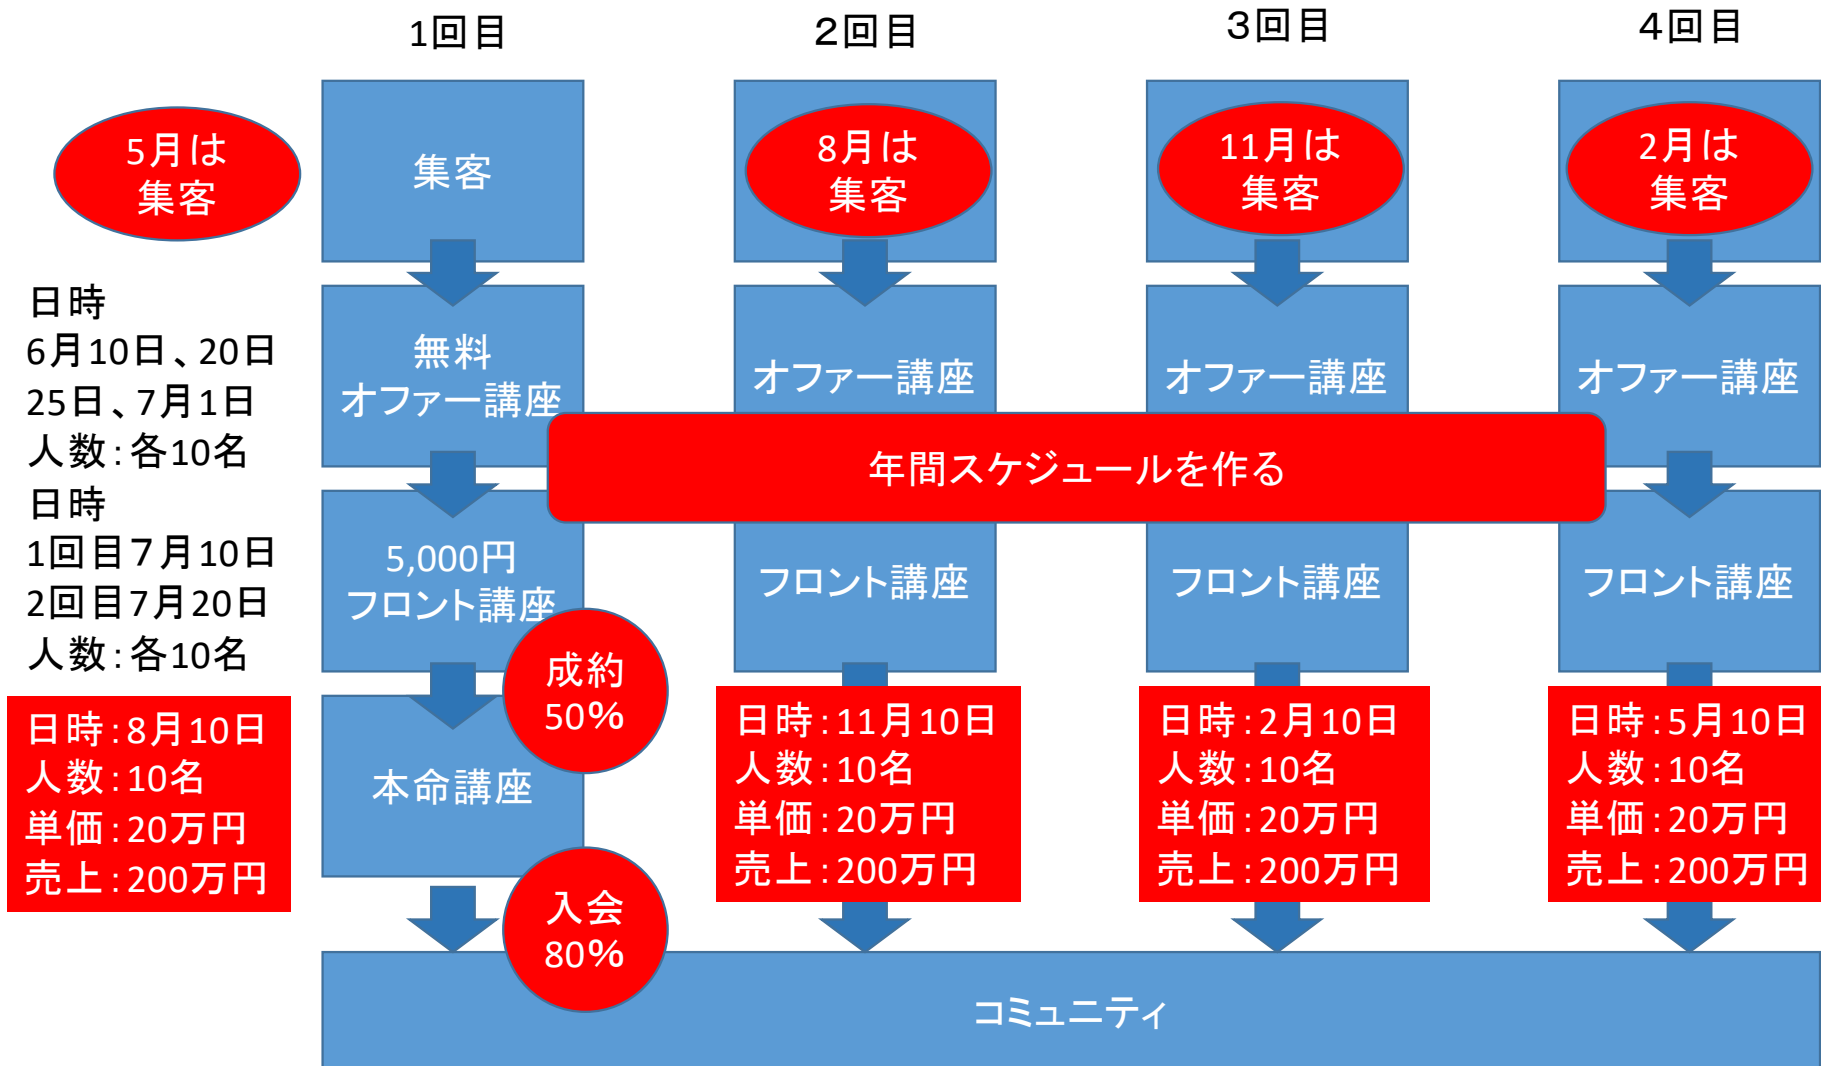 1回目
２回目
３回目
４回目
5月は
集客
集客
8月は
集客
11月は
集客
2月は
集客
日時
6月10日、20日
25日、7月1日
人数：各10名
無料
オファー講座
オファー講座
オファー講座
オファー講座
年間スケジュールを作る
日時
1回目７月10日
2回目7月20日
人数：各10名
5,000円
フロント講座
フロント講座
フロント講座
フロント講座
成約
50％
日時：8月10日
人数：10名
単価：20万円
売上：200万円
本命講座
日時：11月10日
人数：10名
単価：20万円
売上：200万円
日時：2月10日
人数：10名
単価：20万円
売上：200万円
日時：5月10日
人数：10名
単価：20万円
売上：200万円
入会
80％
コミュニティ